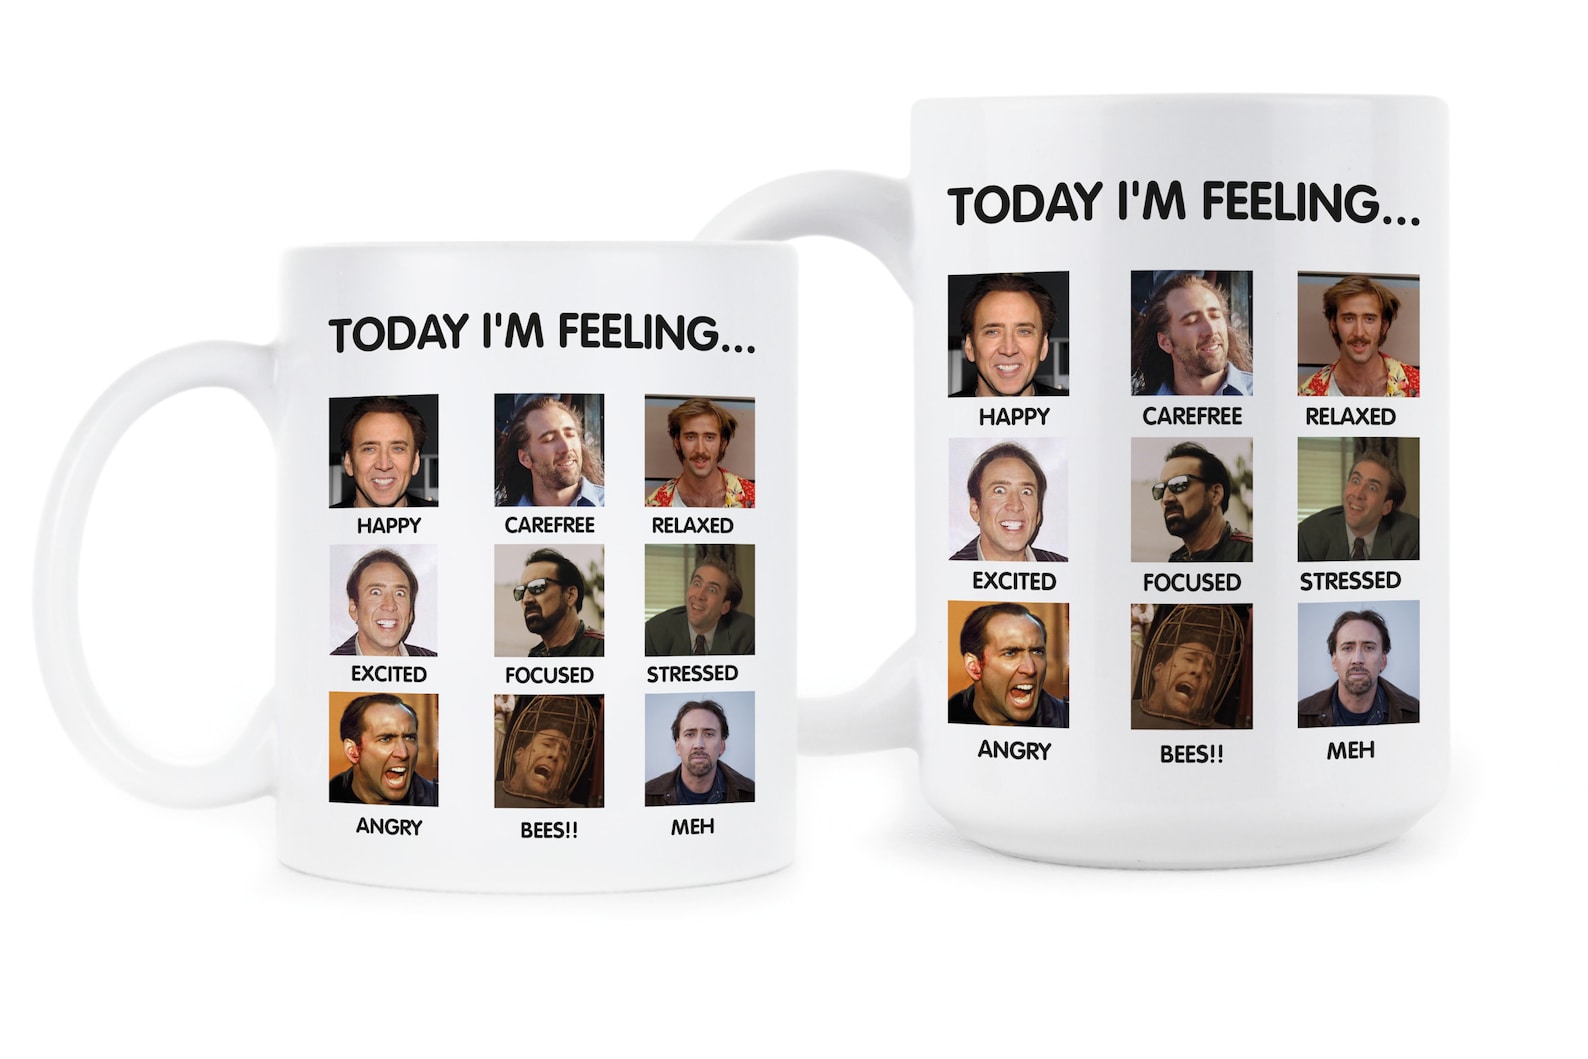 TODAY I'M FEELING...
HAPPY CAREFREE RELAXED
EXCITED FOCUSED STRESSED
ANGRY BEES!! MEH
TODAY I'M FEELING...
HAPPY CAREFREE RELAXED
EXCITED FOCUSED STRESSED
ANGRY BEES!! MEH